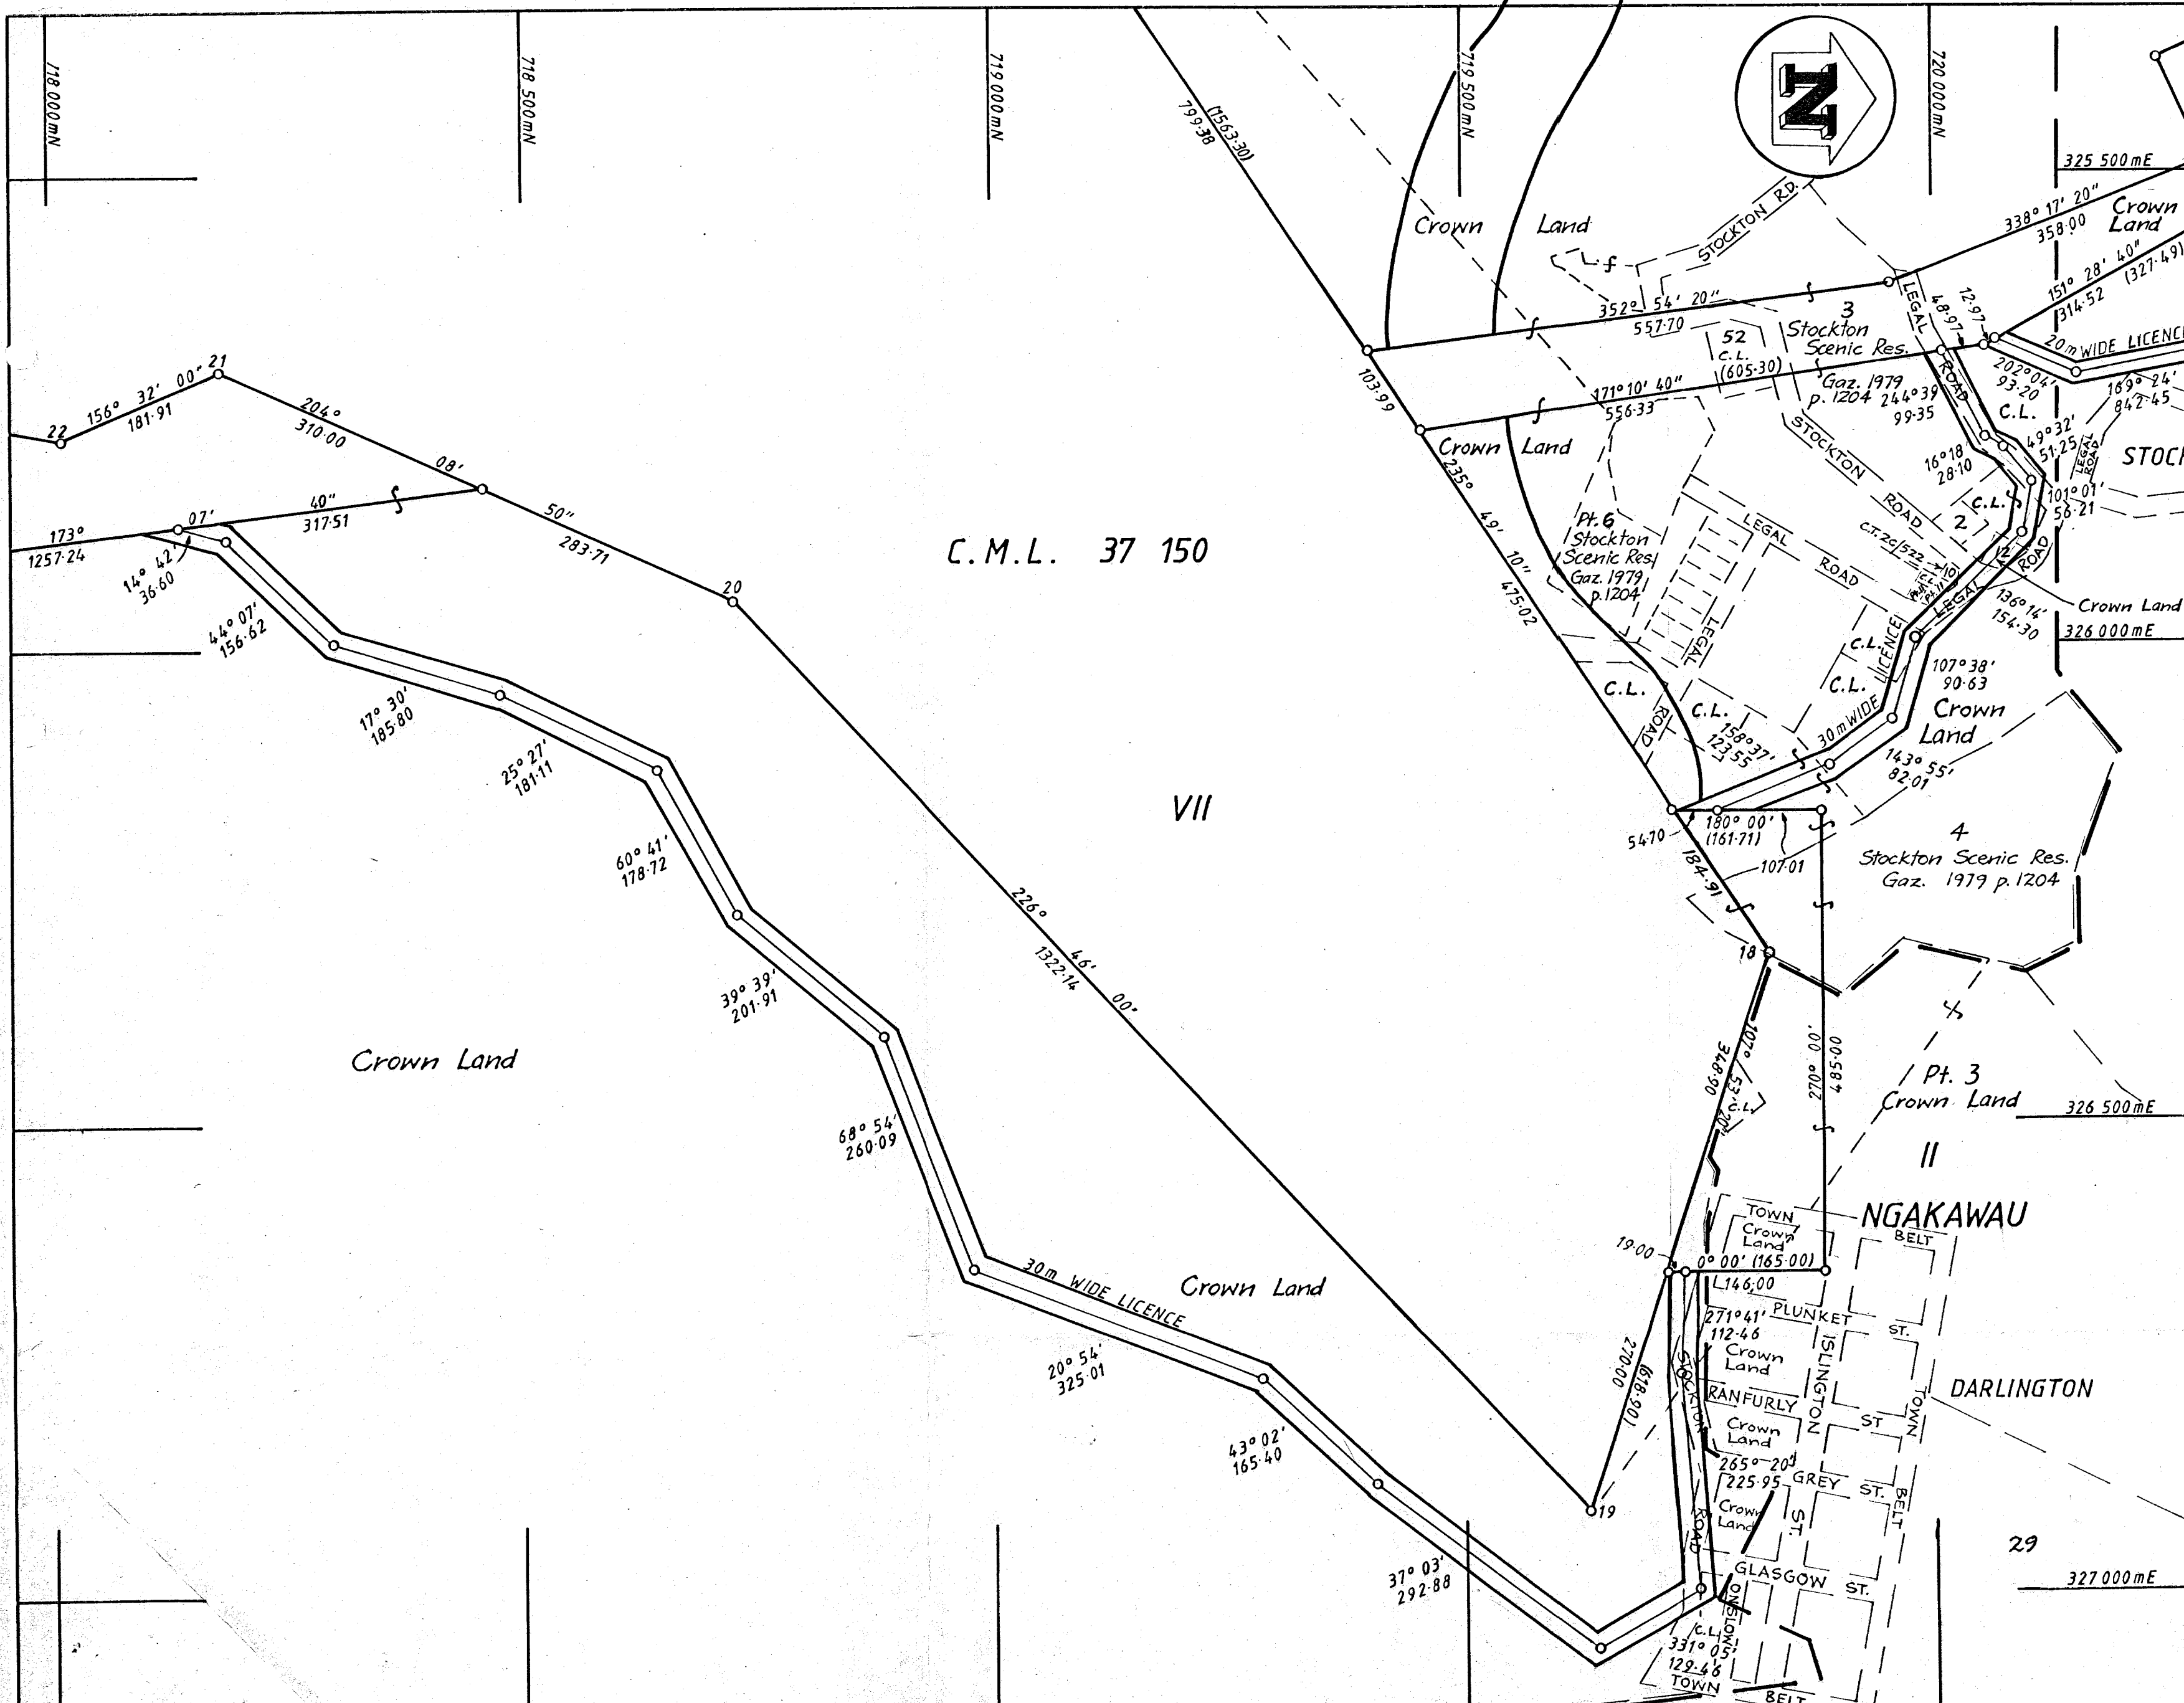 718 000mN
718 500mN
719 000mN
719 500mN
720 000mN
N
325 500mE
(1563·30)
799·38
Crown Land
STOCKTON RD.
338° 17' 20"
358·00
Crown
Land
151° 28' 40"
314·52
(327·49)
352° 54' 20"
557·70
3
Stockton
Scenic Res.
Gaz. 1979
p. 1204
52
C.L.
(605·30)
LEGAL
ROAD
48·97
12·97
20m WIDE LICENCE
202° 04'
93·20
169° 24'
842·45
C.L.
244° 39'
99·35
49° 32'
51·25
LEGAL
ROAD
16° 18'
28·10
C.L.
2
101° 01'
56·21
103·99
171° 10' 40"
556·33
Crown Land
STOCKTON
ROAD
21
156° 32' 00"
181·91
22
204° 08' 50"
310·00
283·71
20
173° 07' 40"
1257·24
317·51
14° 42'
36·60
44° 07'
156·62
17° 30'
185·80
25° 27'
181·11
60° 41'
178·72
39° 39'
201·91
68° 54'
260·09
C.M.L. 37 150
VII
235° 49' 10"
475·02
Pt. 6
Stockton
Scenic Res.
Gaz. 1979
p. 1204
LEGAL
ROAD
LEGAL
ROAD
C.T. 2C/522
10
Pt. 11
12
LEGAL
ROAD
136° 14'
154·30
Crown Land
326 000mE
C.L.
C.L.
C.L.
C.L.
30m WIDE LICENCE
107° 38'
90·63
Crown
Land
158° 37'
123·55
143° 55'
82·01
54·70
180° 00'
(161·71)
107·01
184·91
4
Stockton Scenic Res.
Gaz. 1979 p. 1204
18
226° 46' 00"
1322·14
107° 53' 20"
348·90
C.L.
270° 00'
485·00
Pt. 3
Crown Land
326 500mE
II
Crown Land
NGAKAWAU
TOWN
BELT
Crown
Land
19·00
0° 00' (165·00)
146·00
PLUNKET
ST.
271° 41'
112·46
Crown
Land
ISLINGTON
ST.
STOCKTON
ROAD
RANFURLY
ST
TOWN
BELT
DARLINGTON
Crown
Land
265° 20'
225·95
GREY ST.
Crown
Land
Crown Land
30m WIDE LICENCE
20° 54'
325·01
43° 02'
165·40
270·00
(618·90)
19
37° 03'
292·88
GLASGOW ST.
ONSLOW
C.L.
331° 05'
129·46
TOWN
BELT
29
327 000mE